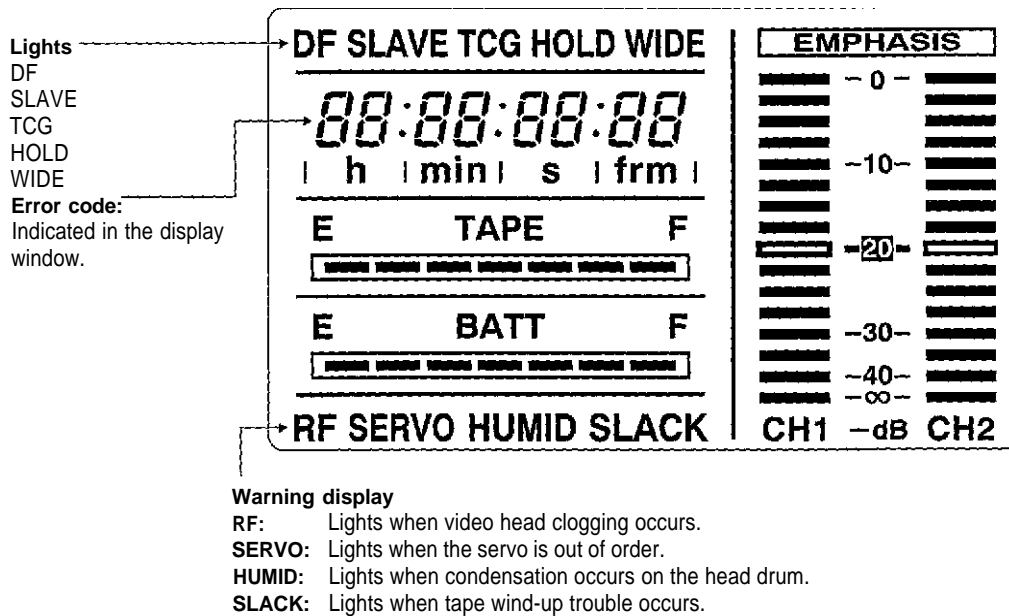 Lights
DF
SLAVE
TCG
HOLD
WIDE
Error code:
Indicated in the display
window.
DF SLAVE TCG HOLD WIDE
88:88:88:88
h min s frm
E TAPE F
E BATT F
RF SERVO HUMID SLACK
EMPHASIS
–0–
–10–
–20–
–30–
–40–
–∞–
CH1 –dB CH2
Warning display
RF: Lights when video head clogging occurs.
SERVO: Lights when the servo is out of order.
HUMID: Lights when condensation occurs on the head drum.
SLACK: Lights when tape wind-up trouble occurs.